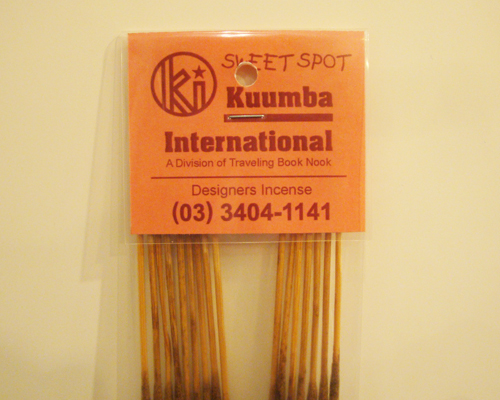 SWEET SPOT
Ki
Kuumba
International
A Division of Traveling Book Nook
Designers Incense
(03) 3404-1141